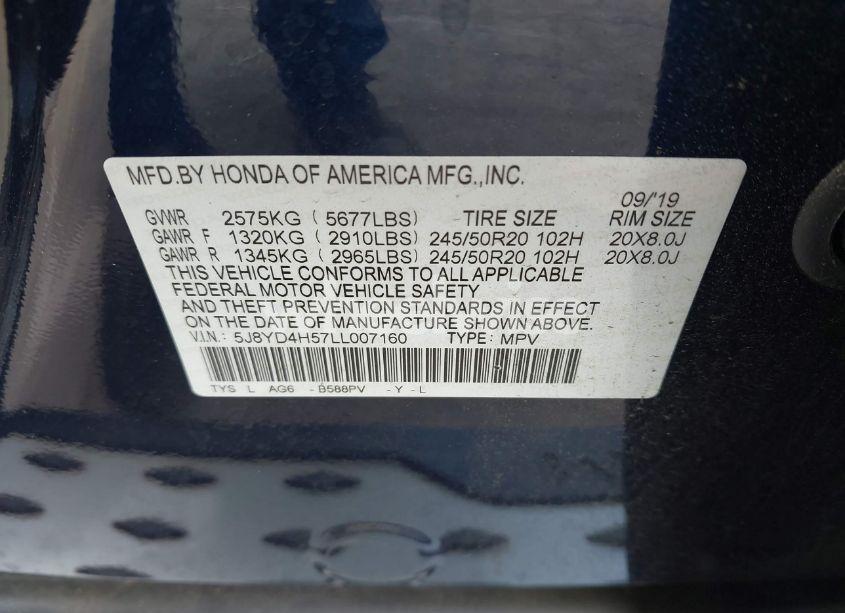 MFD.BY HONDA OF AMERICA MFG.,INC.
09/'19
GVWR 2575KG ( 5677LBS) TIRE SIZE RIM SIZE
GAWR F 1320KG ( 2910LBS) 245/50R20 102H 20X8.0J
GAWR R 1345KG ( 2965LBS) 245/50R20 102H 20X8.0J
THIS VEHICLE CONFORMS TO ALL APPLICABLE
FEDERAL MOTOR VEHICLE SAFETY
AND THEFT PREVENTION STANDARDS IN EFFECT
ON THE DATE OF MANUFACTURE SHOWN ABOVE.
V.I.N.: 5J8YD4H57LL007160 TYPE: MPV
TYS L AG6 - B588PV - Y - L